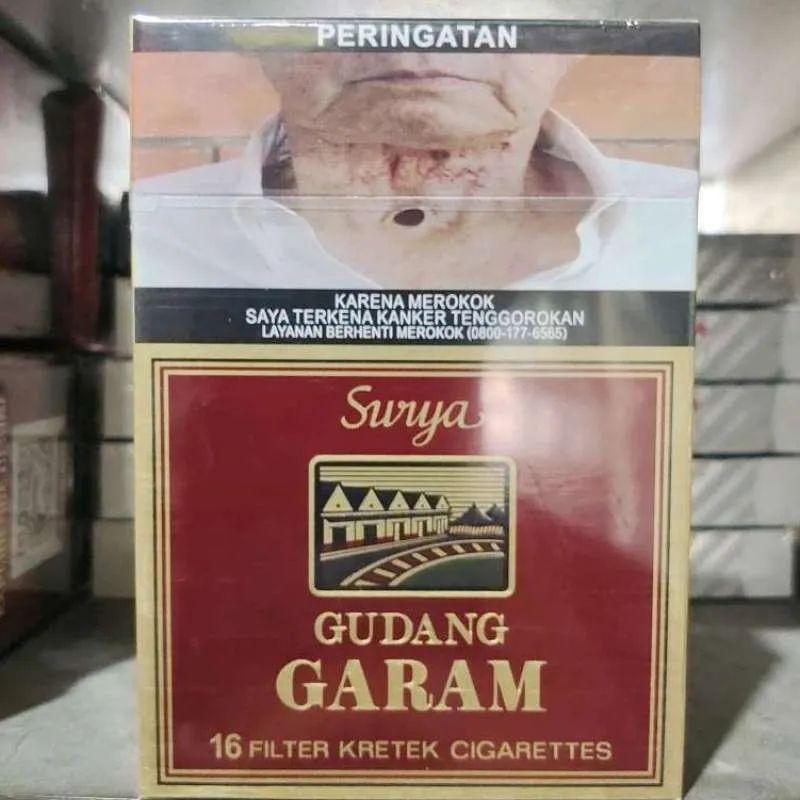 PERINGATAN
KARENA MEROKOK
SAYA TERKENA KANKER TENGGOROKAN
LAYANAN BERHENTI MEROKOK (0800-177-6565)
Surya
GUDANG
GARAM
16 FILTER KRETEK CIGARETTES